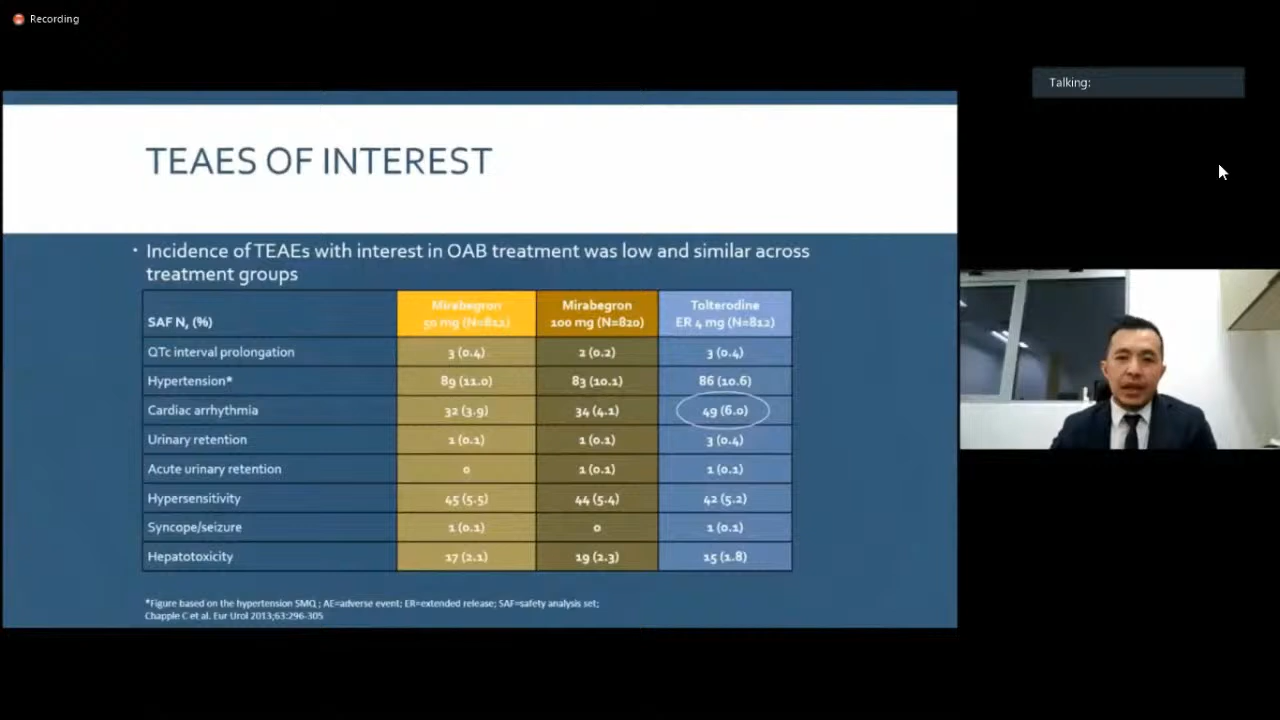 Recording
Talking:
TEAES OF INTEREST
• Incidence of TEAEs with interest in OAB treatment was low and similar across
treatment groups
SAF N, (%) Mirabegron 50 mg (N=812) Mirabegron 100 mg (N=820) Tolterodine ER 4 mg (N=812)
QTc interval prolongation 3 (0.4) 2 (0.2) 3 (0.4)
Hypertension* 89 (11.0) 83 (10.1) 86 (10.6)
Cardiac arrhythmia 32 (3.9) 34 (4.1) 49 (6.0)
Urinary retention 1 (0.1) 1 (0.1) 3 (0.4)
Acute urinary retention 0 1 (0.1) 1 (0.1)
Hypersensitivity 45 (5.5) 44 (5.4) 42 (5.2)
Syncope/seizure 1 (0.1) 0 1 (0.1)
Hepatotoxicity 17 (2.1) 19 (2.3) 15 (1.8)
*Figure based on the hypertension SMQ ; AE=adverse event; ER=extended release; SAF=safety analysis set;
Chapple C et al. Eur Urol 2013;63:296-305